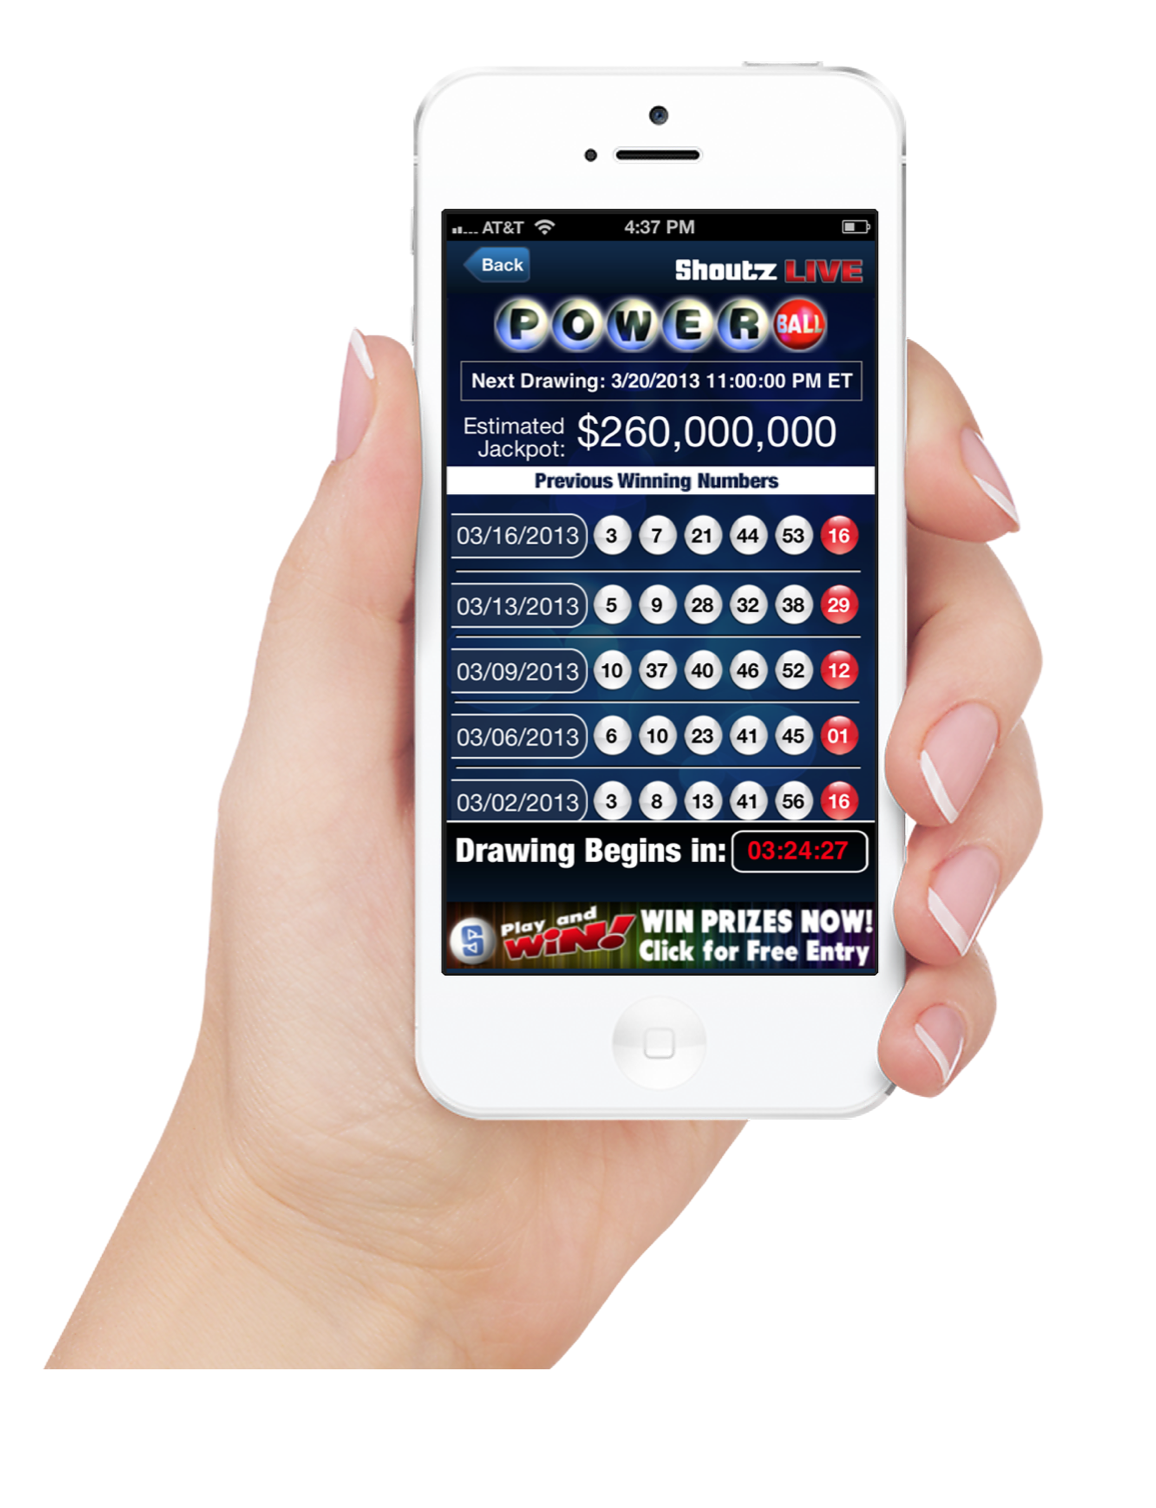 AT&T 4:37 PM
Back
Shoutz LIVE
POWER BALL
Next Drawing: 3/20/2013 11:00:00 PM ET
Estimated
Jackpot: $260,000,000
Previous Winning Numbers
03/16/2013 3 7 21 44 53 16
03/13/2013 5 9 28 32 38 29
03/09/2013 10 37 40 46 52 12
03/06/2013 6 10 23 41 45 01
03/02/2013 3 8 13 41 56 16
Drawing Begins in: 03:24:27
Play and
WiN!
WIN PRIZES NOW!
Click for Free Entry